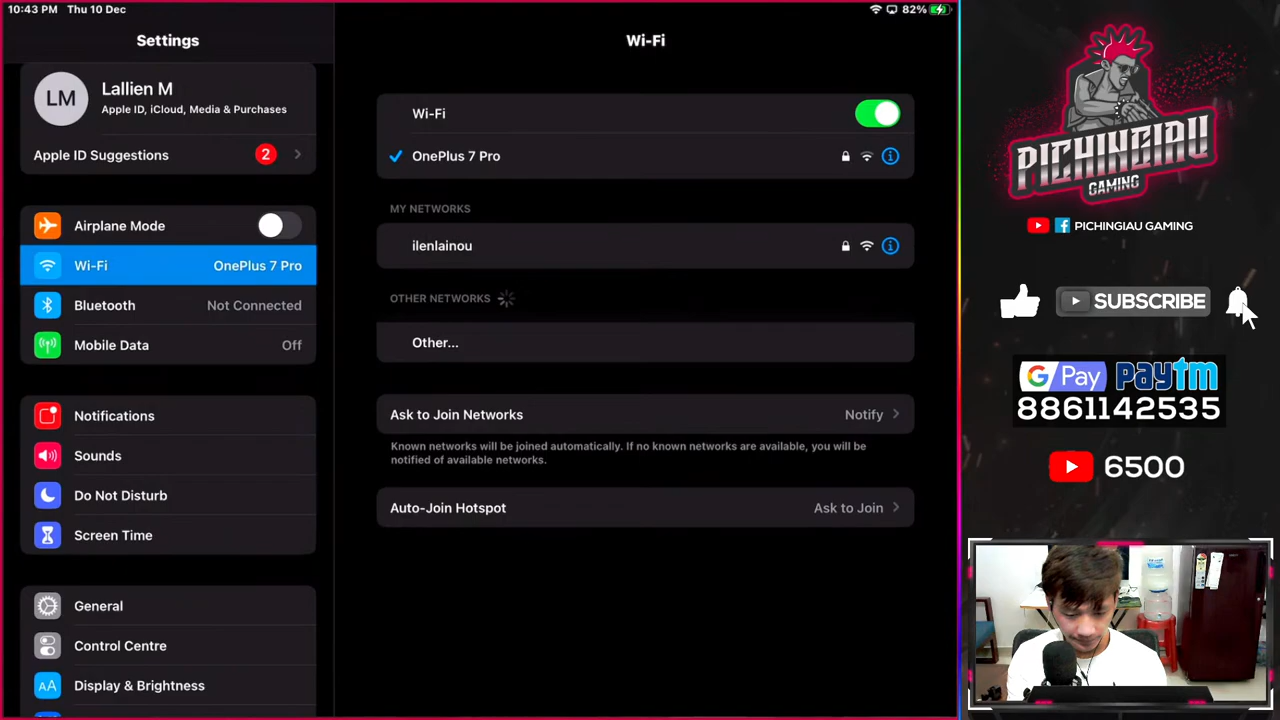 10:43 PM Thu 10 Dec
82%
Settings
LM
Lallien M
Apple ID, iCloud, Media & Purchases
Apple ID Suggestions
2
Airplane Mode
Wi-Fi
OnePlus 7 Pro
Bluetooth
Not Connected
Mobile Data
Off
Notifications
Sounds
Do Not Disturb
Screen Time
General
Control Centre
AA
Display & Brightness
Wi-Fi
Wi-Fi
OnePlus 7 Pro
MY NETWORKS
ilenlainou
OTHER NETWORKS
Other...
Ask to Join Networks
Notify
Known networks will be joined automatically. If no known networks are available, you will be
notified of available networks.
Auto-Join Hotspot
Ask to Join
PICHINGIAU
GAMING
PICHINGIAU GAMING
SUBSCRIBE
G Pay
Paytm
8861142535
6500